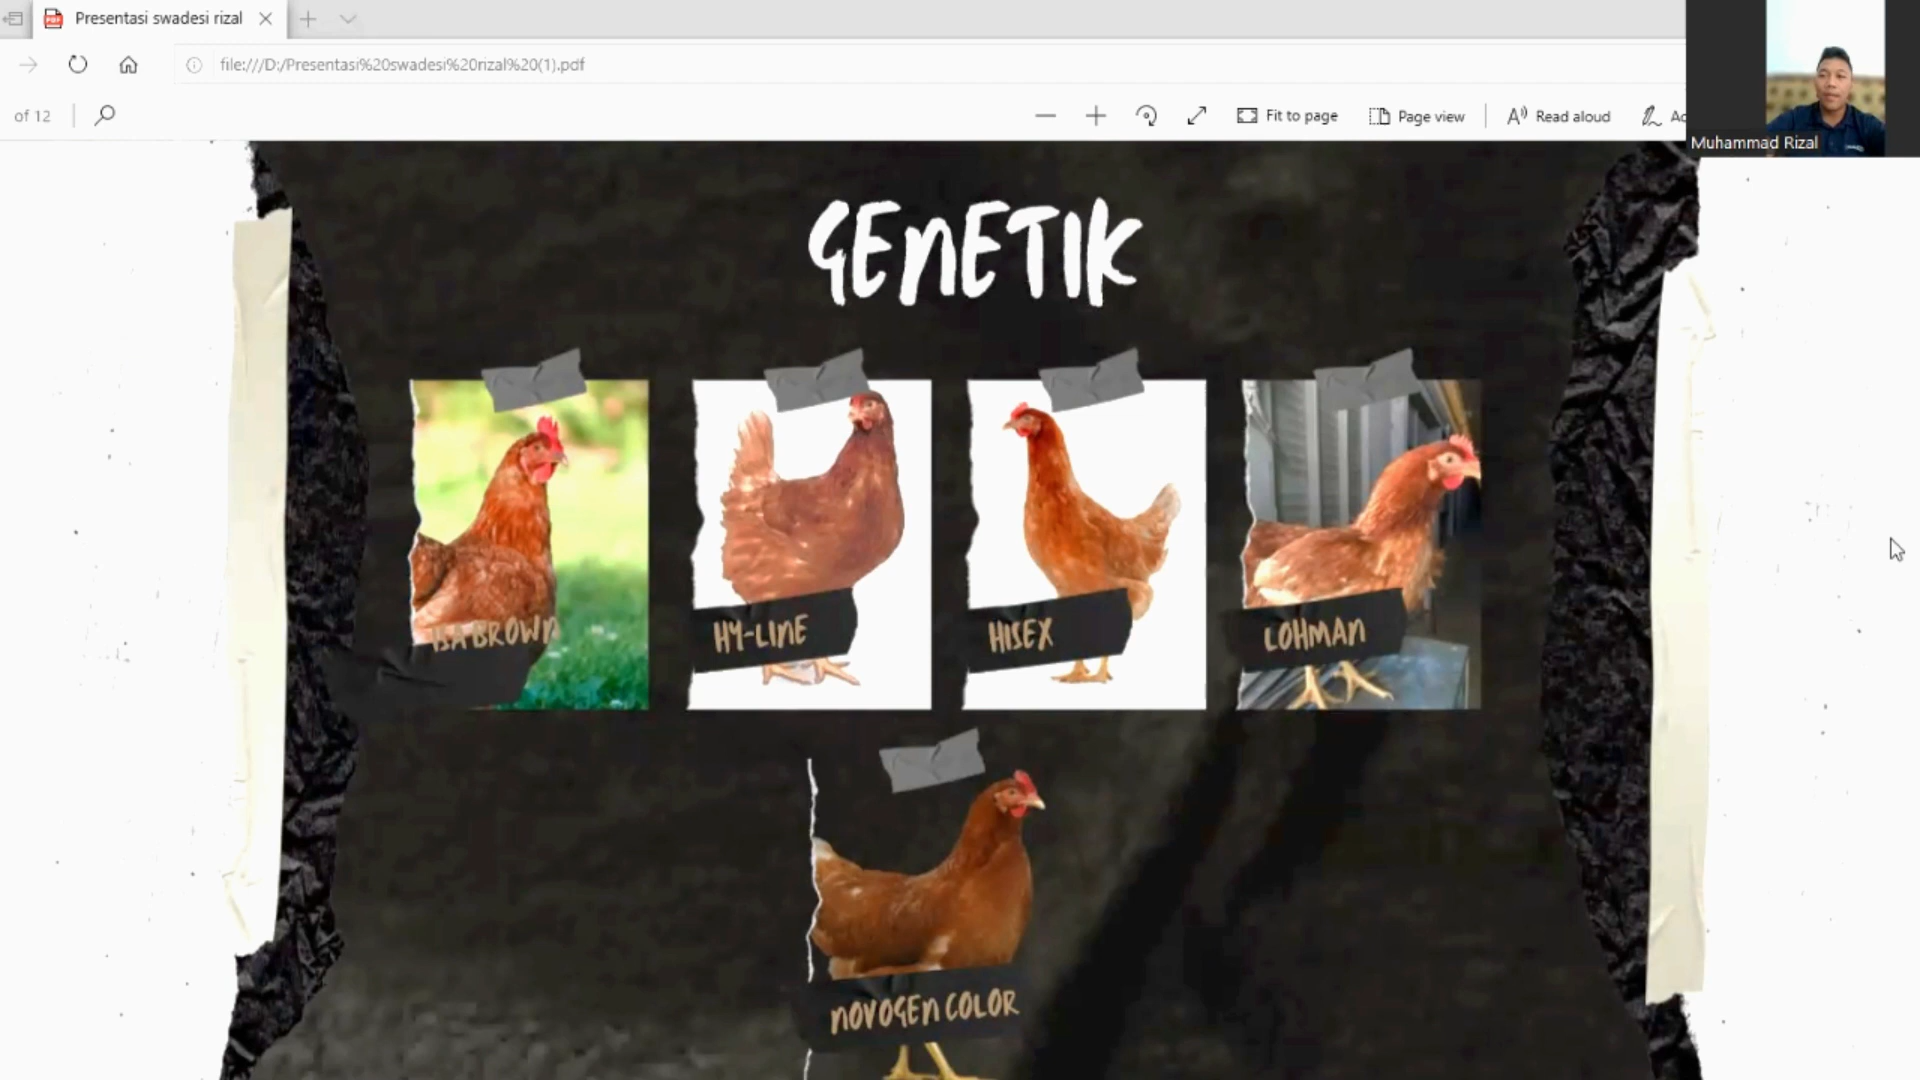 Presentasi swadesi rizal
file:///D:/Presentasi%20swadesi%20rizal%20(1).pdf
of 12
Fit to page
Page view
Read aloud
Muhammad Rizal
GENETIK
ISA BROWN
HY-LINE
HISEX
LOHMAN
NOVOGEN COLOR